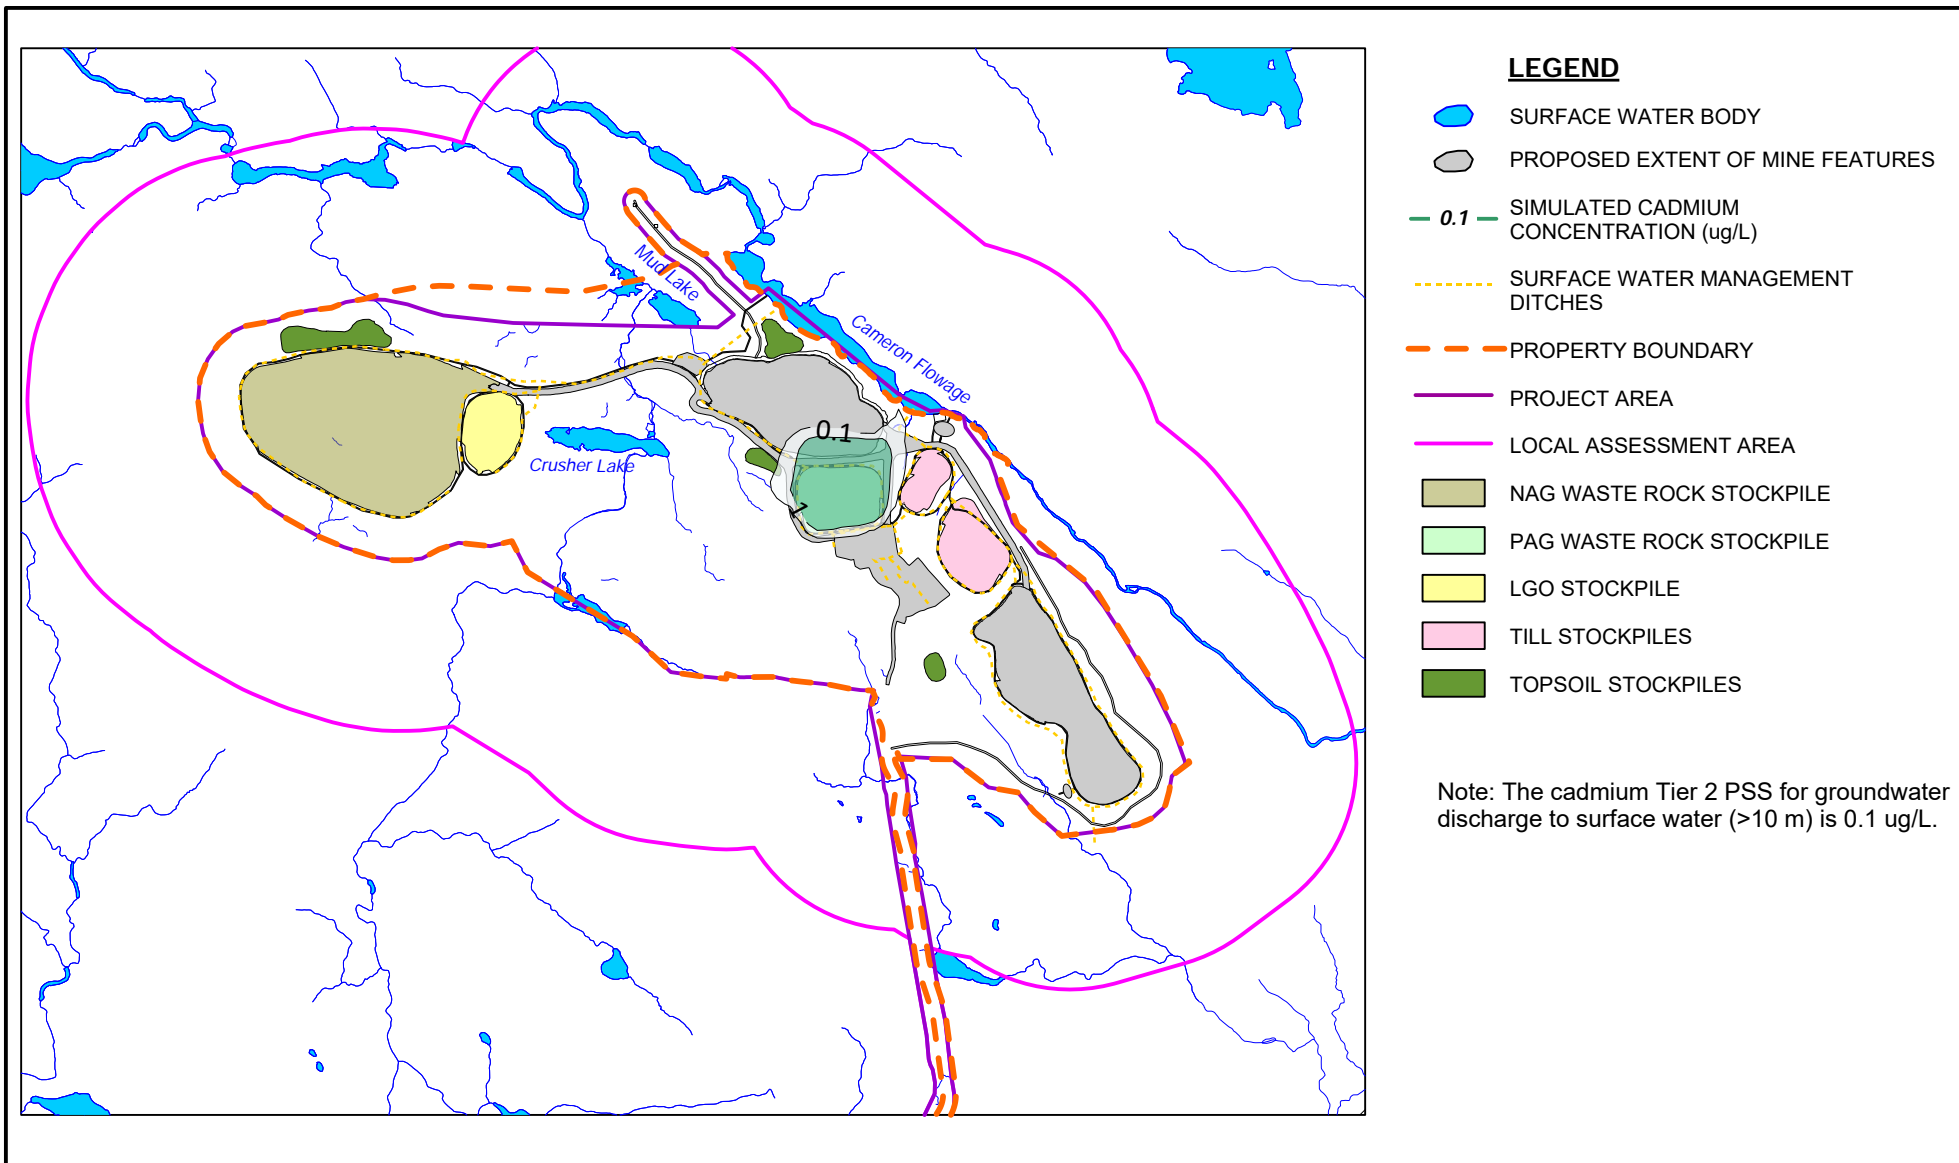 LEGEND
SURFACE WATER BODY
PROPOSED EXTENT OF MINE FEATURES
0.1
SIMULATED CADMIUM
CONCENTRATION (ug/L)
SURFACE WATER MANAGEMENT
DITCHES
PROPERTY BOUNDARY
PROJECT AREA
LOCAL ASSESSMENT AREA
NAG WASTE ROCK STOCKPILE
PAG WASTE ROCK STOCKPILE
LGO STOCKPILE
TILL STOCKPILES
TOPSOIL STOCKPILES
Note: The cadmium Tier 2 PSS for groundwater
discharge to surface water (>10 m) is 0.1 ug/L.
Mud Lake
Cameron Flowage
Crusher Lake
0.1
1